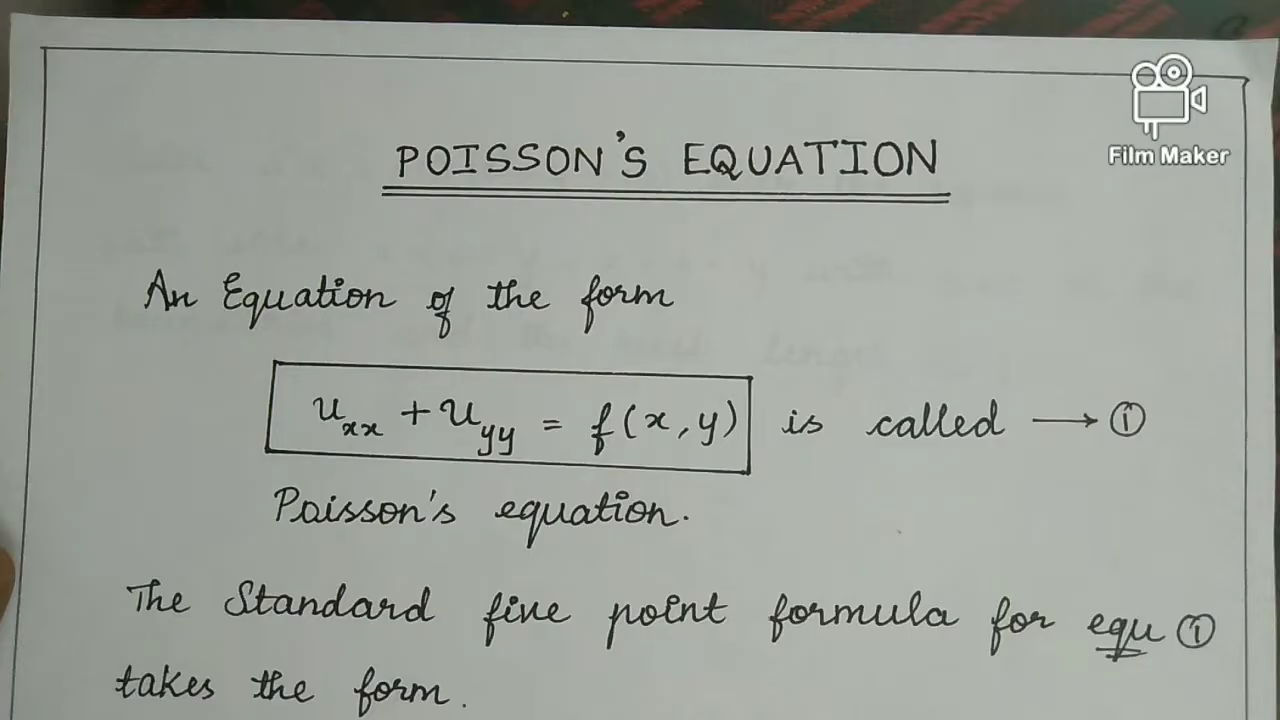 Film Maker
POISSON'S EQUATION
An Equation of the form
u_xx + u_yy = f(x, y) is called → ①
Poisson's equation.
The Standard five point formula for equ ①
takes the form.